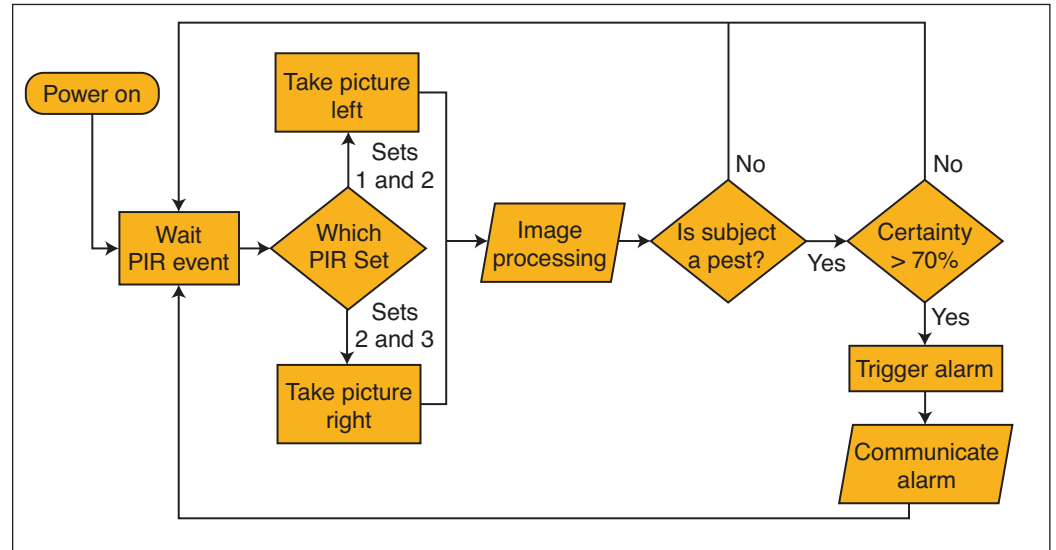 Power on
Wait
PIR event
Which
PIR Set
Sets
1 and 2
Take picture
left
Sets
2 and 3
Take picture
right
Image
processing
Is subject
a pest?
No
Yes
Certainty
> 70%
No
Yes
Trigger alarm
Communicate
alarm